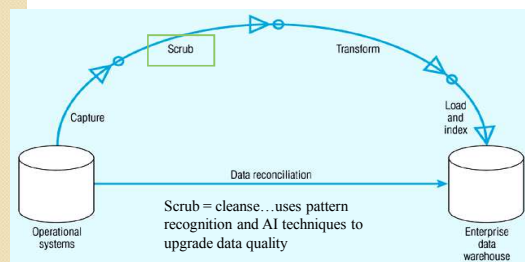 Scrub
Transform
Capture
Load
and
index
Data reconciliation
Scrub = cleanse…uses pattern
recognition and AI techniques to
upgrade data quality
Operational
systems
Enterprise
data
warehouse